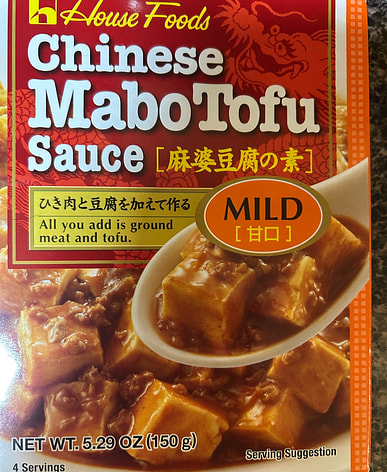 House Foods
Chinese
Mabo Tofu
Sauce [麻婆豆腐の素]
ひき肉と豆腐を加えて作る
All you add is ground
meat and tofu.
MILD
[甘口]
NET WT. 5.29 OZ (150 g)
Serving Suggestion
4 Servings